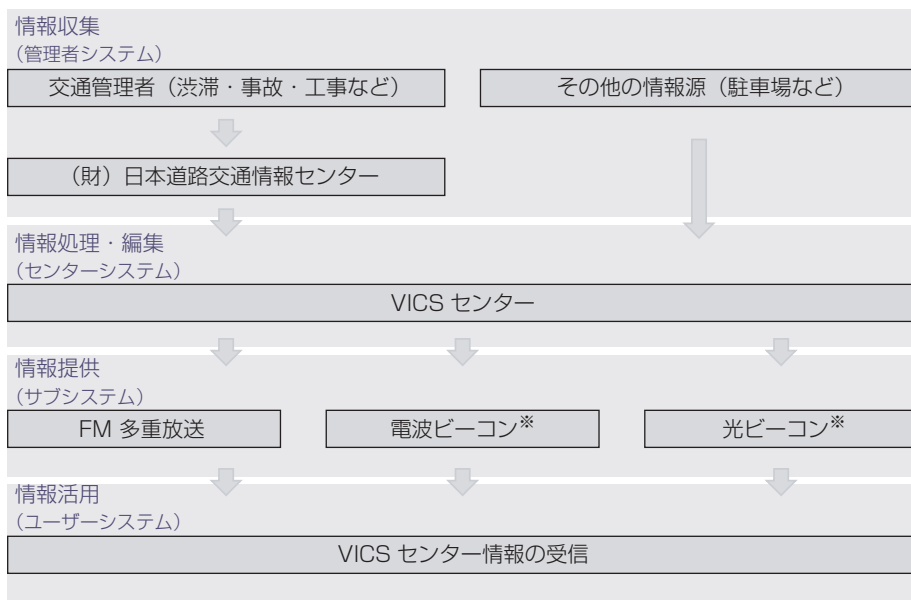 情報収集
（管理者システム）
交通管理者（渋滞・事故・工事など）
その他の情報源（駐車場など）
（財）日本道路交通情報センター
情報処理・編集
（センターシステム）
VICS センター
情報提供
（サブシステム）
FM 多重放送
電波ビーコン※
光ビーコン※
情報活用
（ユーザーシステム）
VICS センター情報の受信